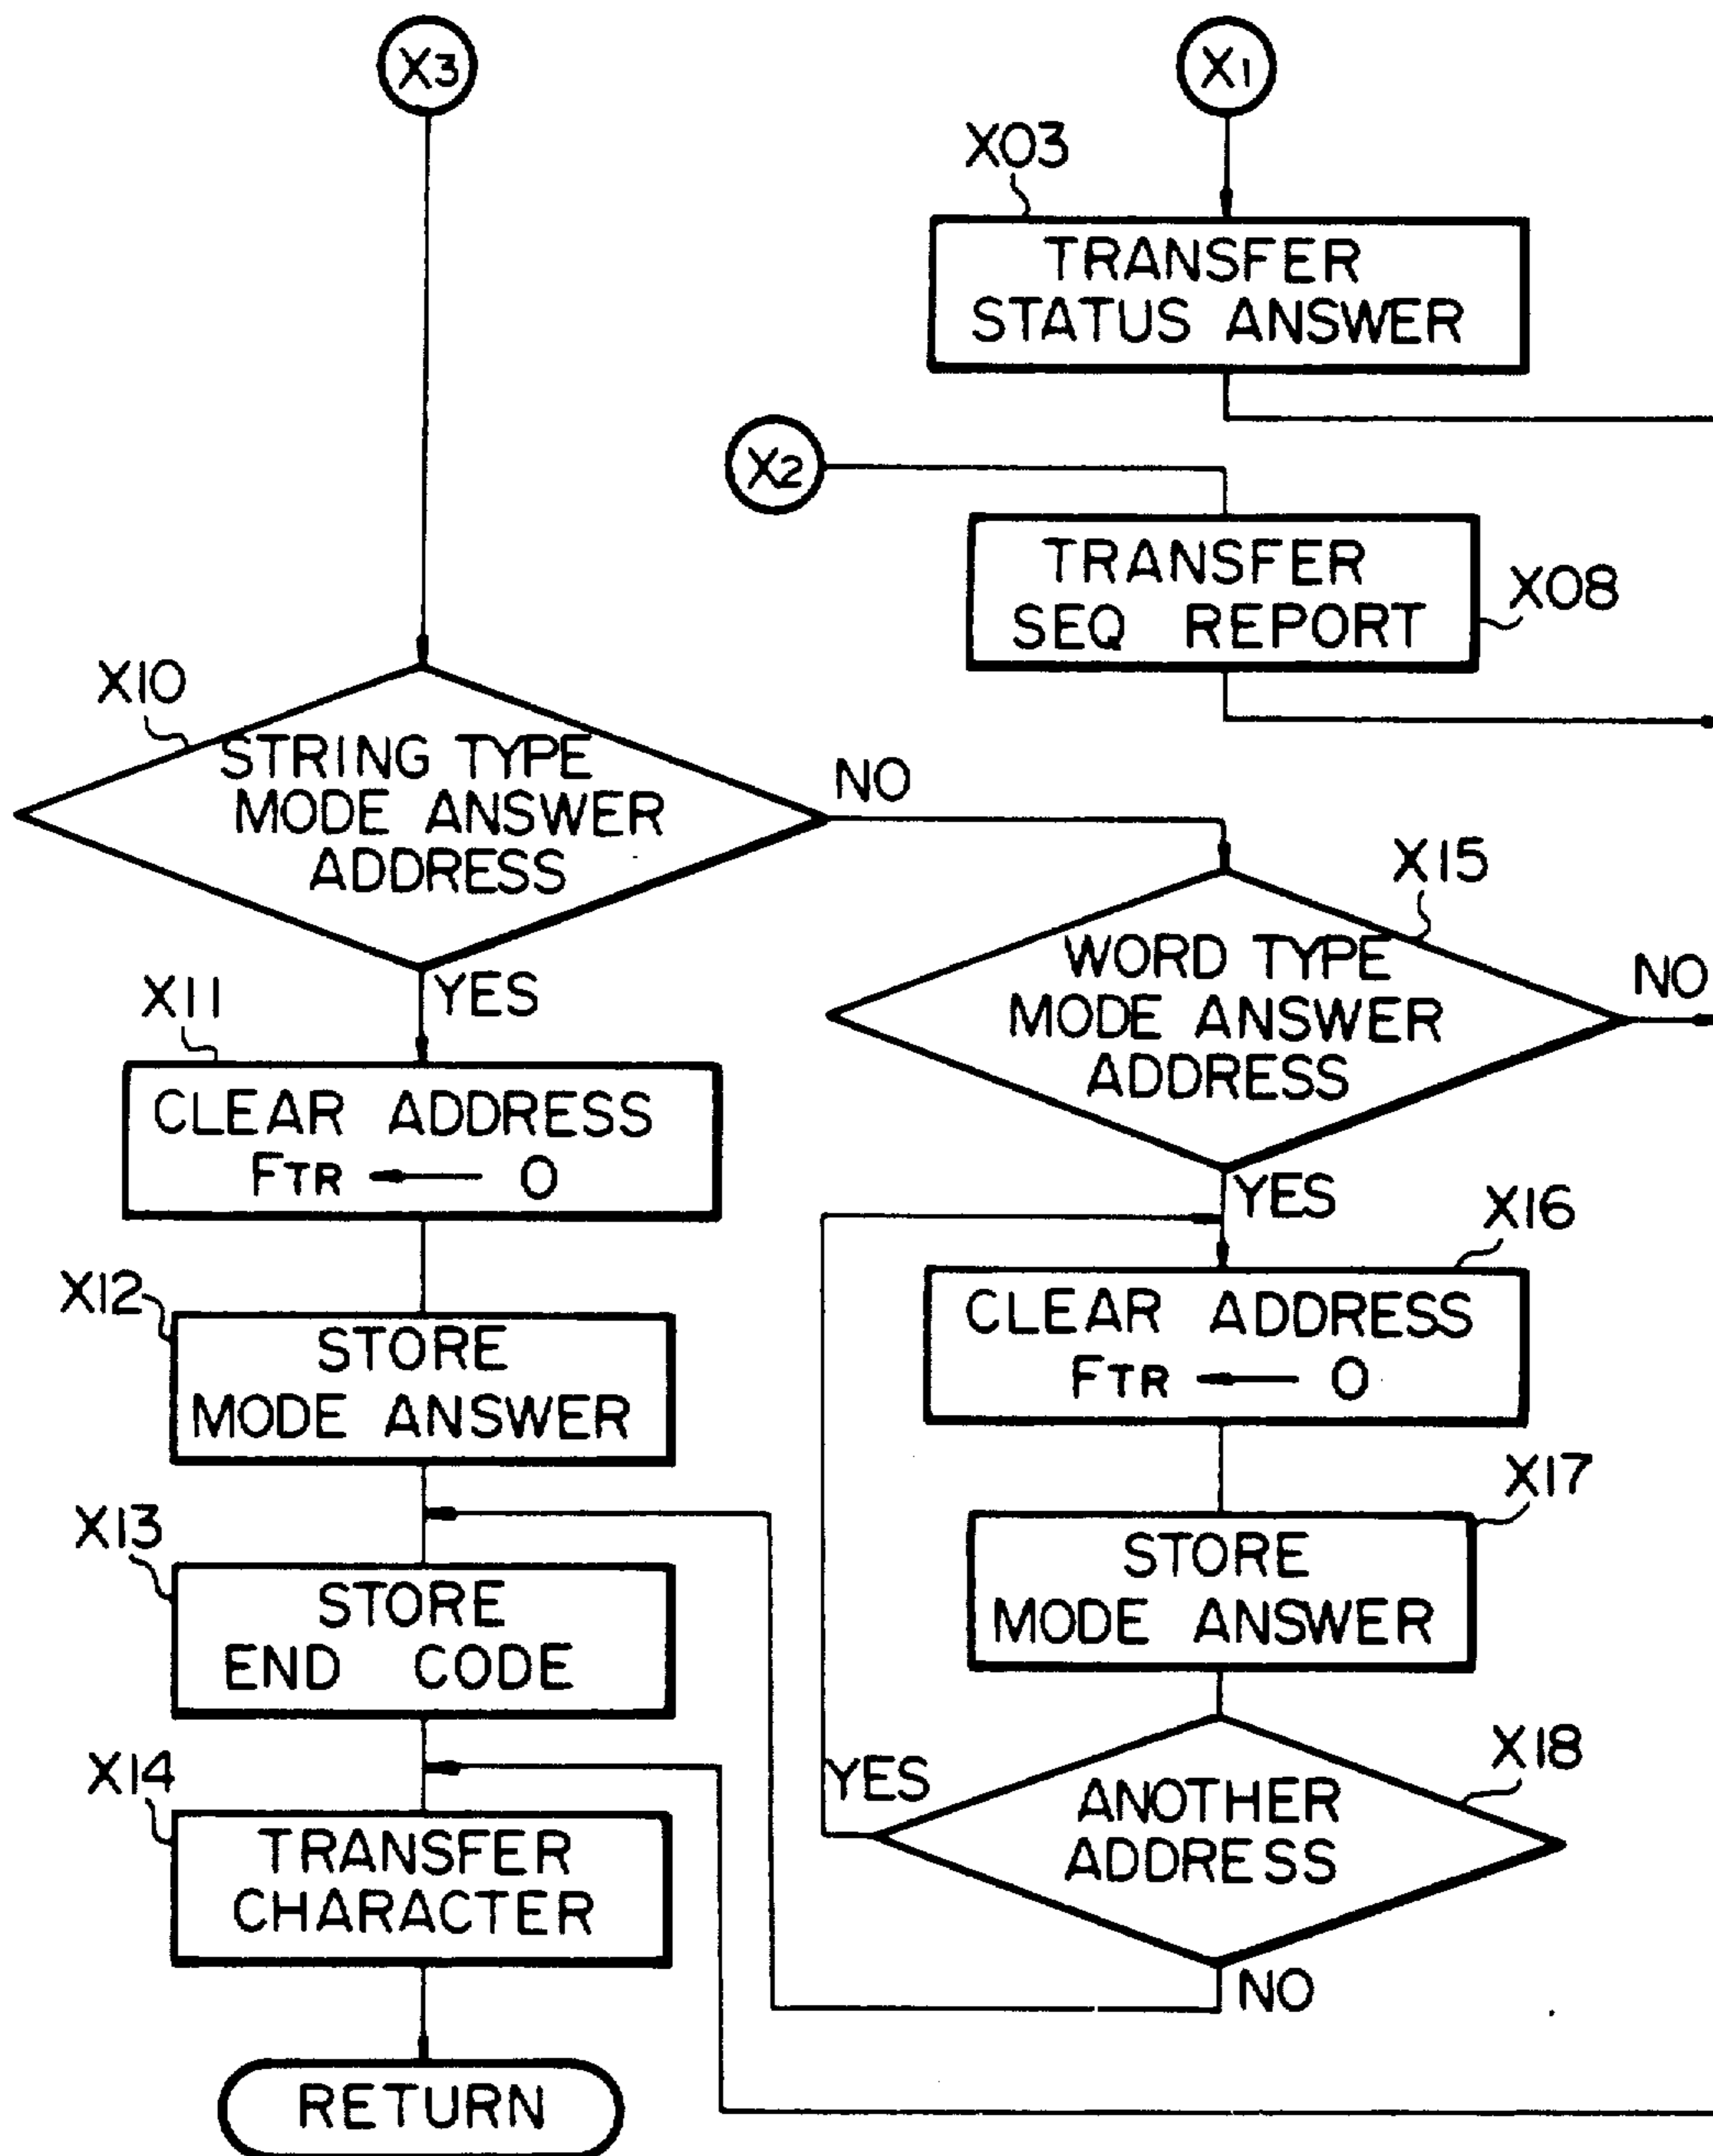 X3
X1
X03
TRANSFER
STATUS ANSWER
X2
TRANSFER
SEQ REPORT
X08
X10
STRING TYPE
MODE ANSWER
ADDRESS
NO
X15
WORD TYPE
MODE ANSWER
ADDRESS
NO
YES
X11
CLEAR ADDRESS
FTR ← 0
YES
X16
CLEAR ADDRESS
FTR ← 0
X12
STORE
MODE ANSWER
X17
STORE
MODE ANSWER
X13
STORE
END CODE
X18
YES
ANOTHER
ADDRESS
NO
X14
TRANSFER
CHARACTER
RETURN